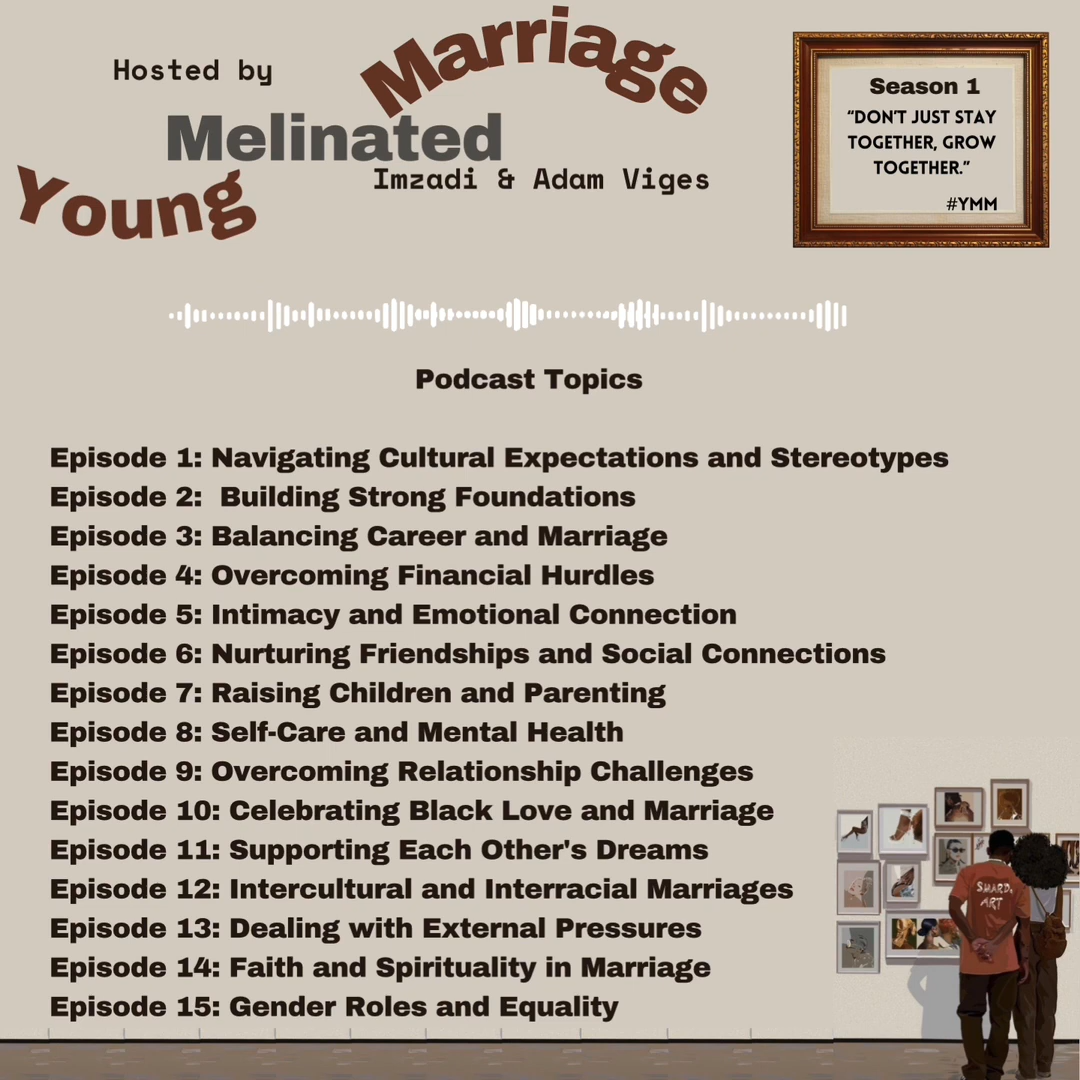 Hosted by
Young
Melinated
Marriage
Imzadi & Adam Viges
Season 1
“DON'T JUST STAY
TOGETHER, GROW
TOGETHER.”
#YMM
Podcast Topics
Episode 1: Navigating Cultural Expectations and Stereotypes
Episode 2: Building Strong Foundations
Episode 3: Balancing Career and Marriage
Episode 4: Overcoming Financial Hurdles
Episode 5: Intimacy and Emotional Connection
Episode 6: Nurturing Friendships and Social Connections
Episode 7: Raising Children and Parenting
Episode 8: Self-Care and Mental Health
Episode 9: Overcoming Relationship Challenges
Episode 10: Celebrating Black Love and Marriage
Episode 11: Supporting Each Other's Dreams
Episode 12: Intercultural and Interracial Marriages
Episode 13: Dealing with External Pressures
Episode 14: Faith and Spirituality in Marriage
Episode 15: Gender Roles and Equality
ART